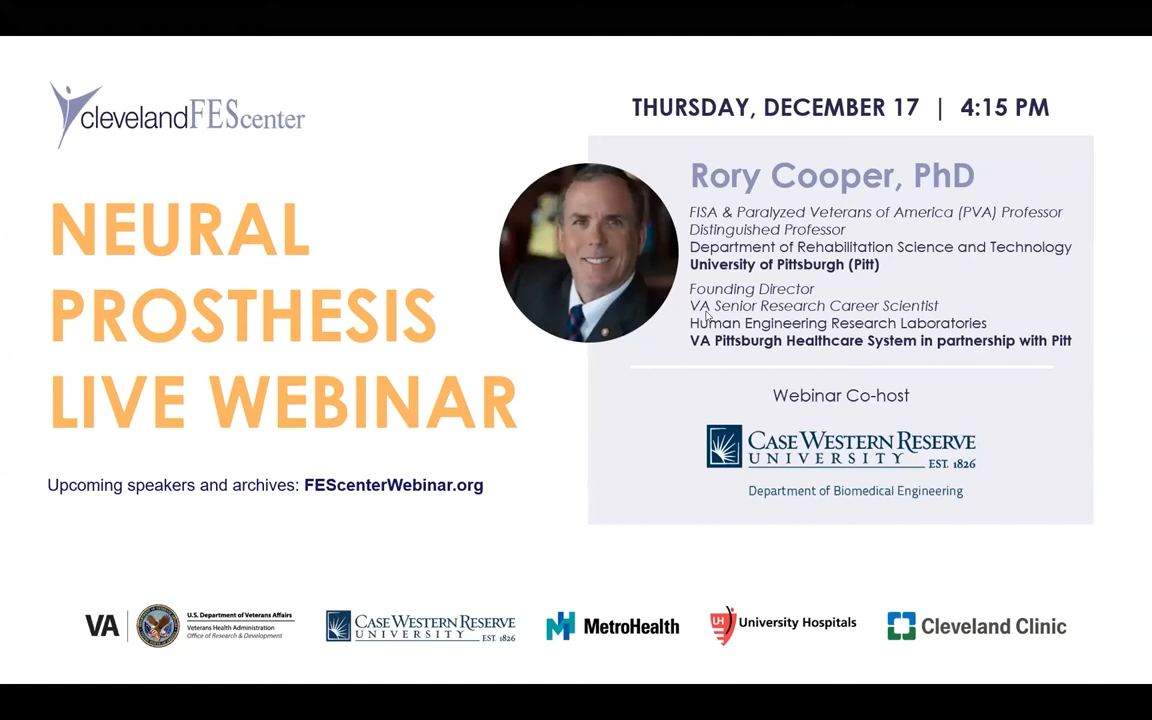 clevelandFEScenter
NEURAL
PROSTHESIS
LIVE WEBINAR
Upcoming speakers and archives: FEScenterWebinar.org
THURSDAY, DECEMBER 17 | 4:15 PM
Rory Cooper, PhD
FISA & Paralyzed Veterans of America (PVA) Professor
Distinguished Professor
Department of Rehabilitation Science and Technology
University of Pittsburgh (Pitt)
Founding Director
VA Senior Research Career Scientist
Human Engineering Research Laboratories
VA Pittsburgh Healthcare System in partnership with Pitt
Webinar Co-host
CASE WESTERN RESERVE
UNIVERSITY EST. 1826
Department of Biomedical Engineering
VA
U.S. Department of Veterans Affairs
Veterans Health Administration
Office of Research & Development
CASE WESTERN RESERVE
UNIVERSITY EST. 1826
MetroHealth
UH University Hospitals
Cleveland Clinic